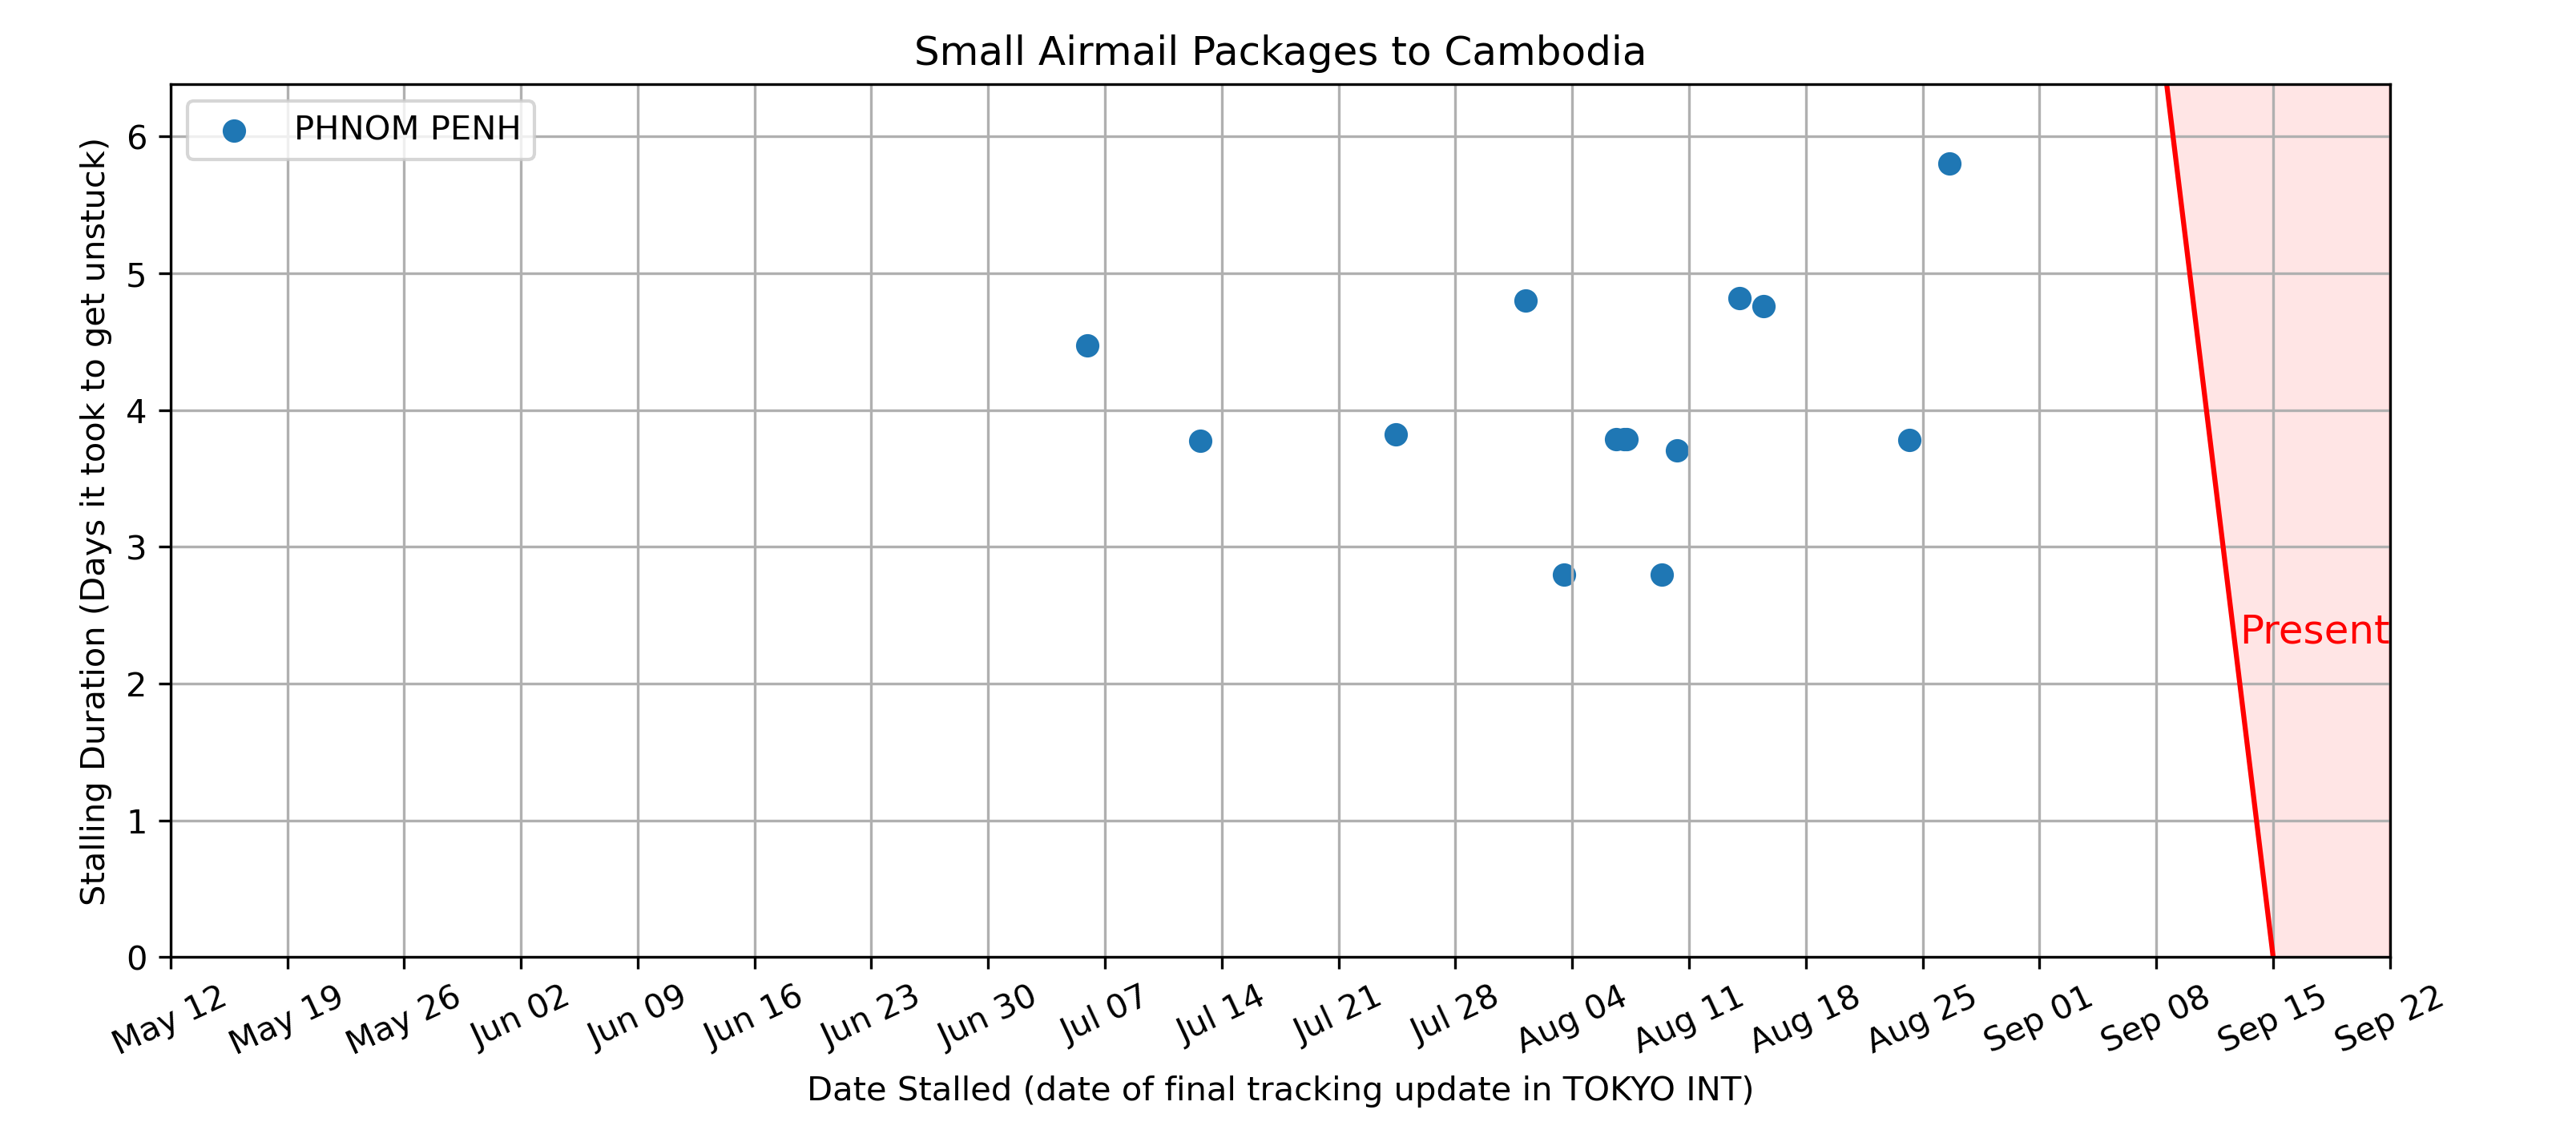 Small Airmail Packages to Cambodia
PHNOM PENH
Stalling Duration (Days it took to get unstuck)
6
5
4
3
2
1
0
Present
May 12 May 19 May 26 Jun 02 Jun 09 Jun 16 Jun 23 Jun 30 Jul 07 Jul 14 Jul 21 Jul 28 Aug 04 Aug 11 Aug 18 Aug 25 Sep 01 Sep 08 Sep 15 Sep 22
Date Stalled (date of final tracking update in TOKYO INT)